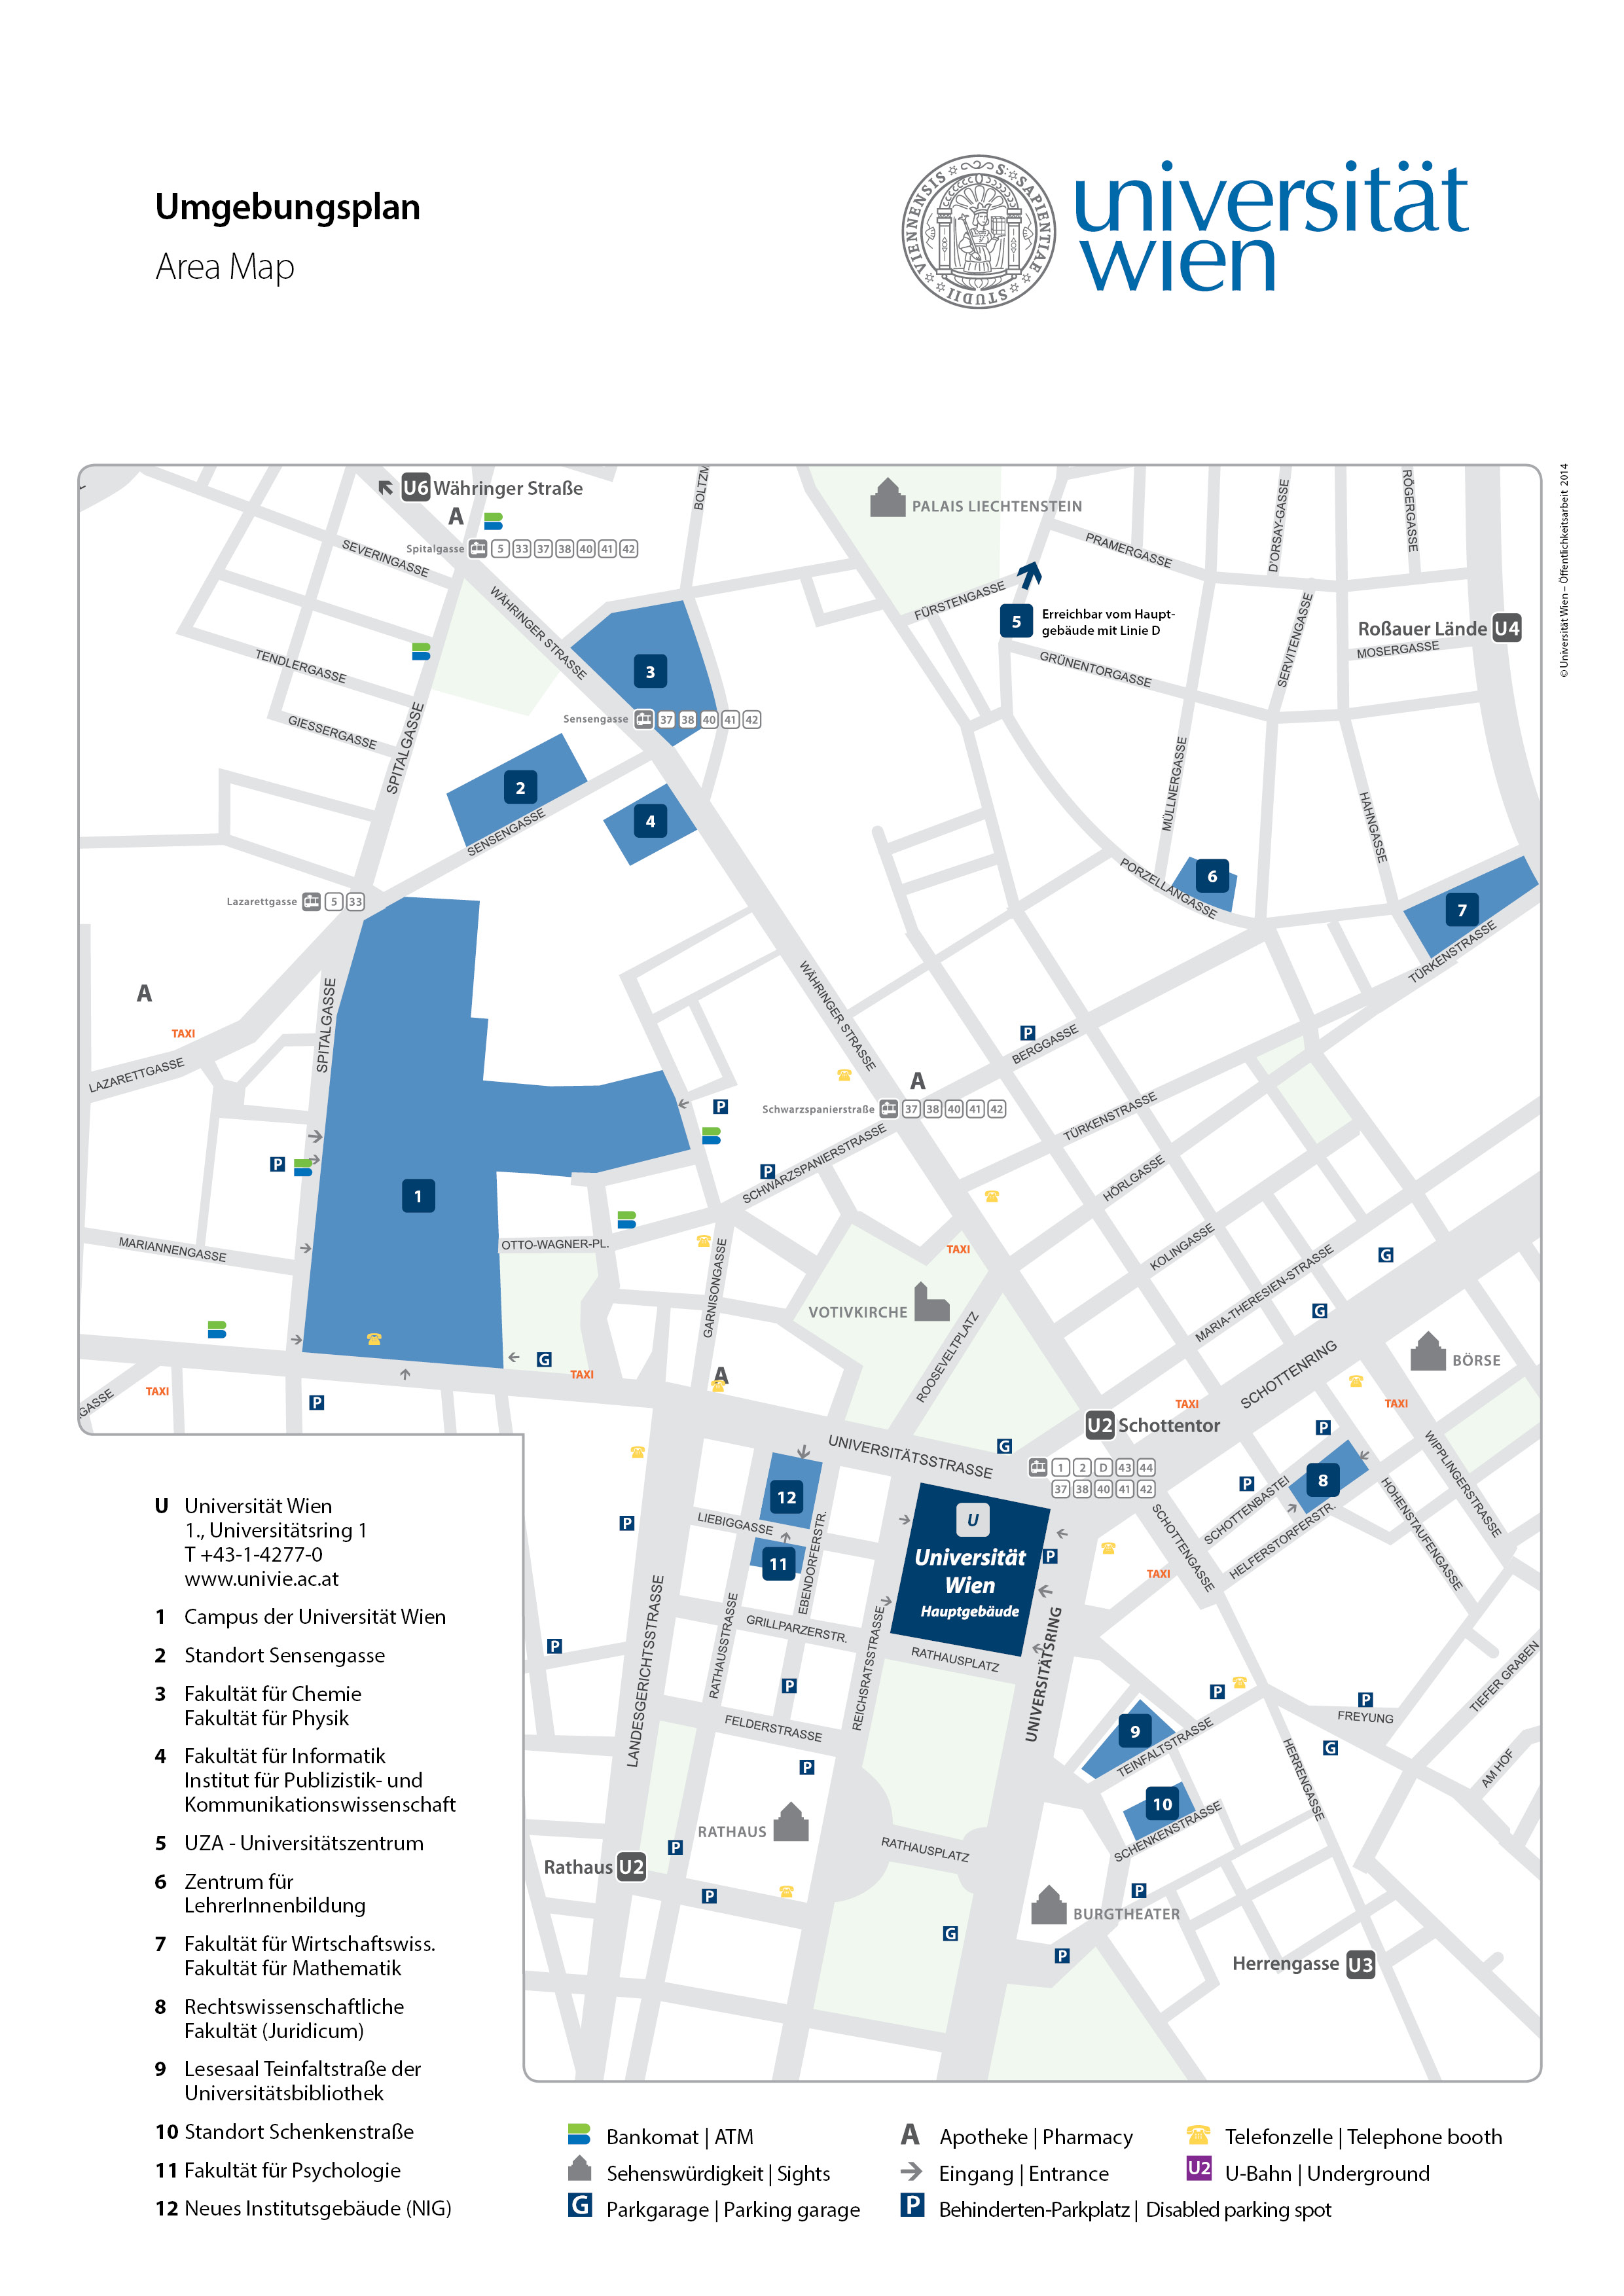 Umgebungsplan
Area Map
VIENNENSIS
STUDII
S:SAPIENTIAE
universität
wien
© Universität Wien – Öffentlichkeitsarbeit 2014
U6 Währinger Straße
A
Spitalgasse 5 33 37 38 40 41 42
SEVERINGASSE
WÄHRINGER STRASSE
BOLTZM
PALAIS LIECHTENSTEIN
PRAMERGASSE
D'ORSAY-GASSE
RÖGERGASSE
FÜRSTENGASSE
5 Erreichbar vom Haupt-
gebäude mit Linie D
Roßauer Lände U4
MOSERGASSE
GRÜNENTORGASSE
SERVITENGASSE
TENDLERGASSE
3
GIESSERGASSE
SPITALGASSE
Sensengasse 37 38 40 41 42
2
SENSENGASSE
4
MÜLLNERGASSE
HAHNGASSE
PORZELLANGASSE
6
7
TÜRKENSTRASSE
Lazarettgasse 5 33
A
TAXI
LAZARETTGASSE
SPITALGASSE
WÄHRINGER STRASSE
P
BERGGASSE
A
Schwarzspanierstraße 37 38 40 41 42
P
P
SCHWARZSPANIERSTRASSE
TÜRKENSTRASSE
HÖRLGASSE
P
1
MARIANNENGASSE
OTTO-WAGNER-PL.
GARNISONGASSE
TAXI
KOLINGASSE
MARIA-THERESIEN-STRASSE
G
G
VOTIVKIRCHE
ROOSEVELTPLATZ
SCHOTTENRING
BÖRSE
G
TAXI
A
TAXI
GASSE
P
TAXI
TAXI
U2 Schottentor
P
UNIVERSITÄTSSTRASSE
G
1 2 D 43 44
37 38 40 41 42
P
8
SCHOTTENBASTEI
HELFERSTORFERSTR.
WIPPLINGERSTRASSE
HOHENSTAUFENGASSE
SCHOTTENGASSE
12
P
LIEBIGGASSE
11
EBENDORFERSTR.
U
Universität
Wien
Hauptgebäude
P
TAXI
LANDESGERICHTSSTRASSE
RATHAUSSTRASSE
GRILLPARZERSTR.
REICHSRATSSTRASSE
RATHAUSPLATZ
UNIVERSITÄTSRING
P
P
FELDERSTRASSE
P
P
P
FREYUNG
G
TIEFER GRABEN
AM HOF
HERRENGASSE
9
TEINFALTSTRASSE
10
SCHENKENSTRASSE
RATHAUS
RATHAUSPLATZ
P
Rathaus U2
P
P
BURGTHEATER
G
P
Herrengasse U3
U Universität Wien
1., Universitätsring 1
T +43-1-4277-0
www.univie.ac.at
1 Campus der Universität Wien
2 Standort Sensengasse
3 Fakultät für Chemie
Fakultät für Physik
4 Fakultät für Informatik
Institut für Publizistik- und
Kommunikationswissenschaft
5 UZA - Universitätszentrum
6 Zentrum für
LehrerInnenbildung
7 Fakultät für Wirtschaftswiss.
Fakultät für Mathematik
8 Rechtswissenschaftliche
Fakultät (Juridicum)
9 Lesesaal Teinfaltstraße der
Universitätsbibliothek
10 Standort Schenkenstraße
11 Fakultät für Psychologie
12 Neues Institutsgebäude (NIG)
Bankomat | ATM
Sehenswürdigkeit | Sights
G Parkgarage | Parking garage
A Apotheke | Pharmacy
Eingang | Entrance
P Behinderten-Parkplatz | Disabled parking spot
Telefonzelle | Telephone booth
U2 U-Bahn | Underground